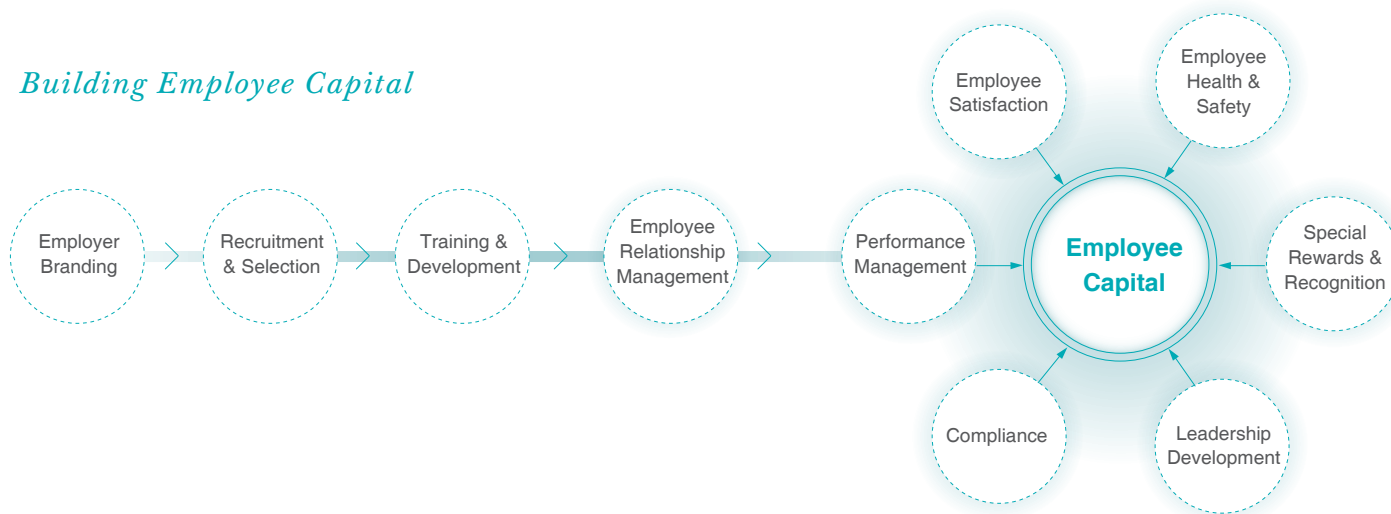 Building Employee Capital
Employer
Branding
Recruitment
& Selection
Training &
Development
Employee
Relationship
Management
Performance
Management
Employee
Satisfaction
Employee
Health &
Safety
Employee
Capital
Special
Rewards &
Recognition
Compliance
Leadership
Development